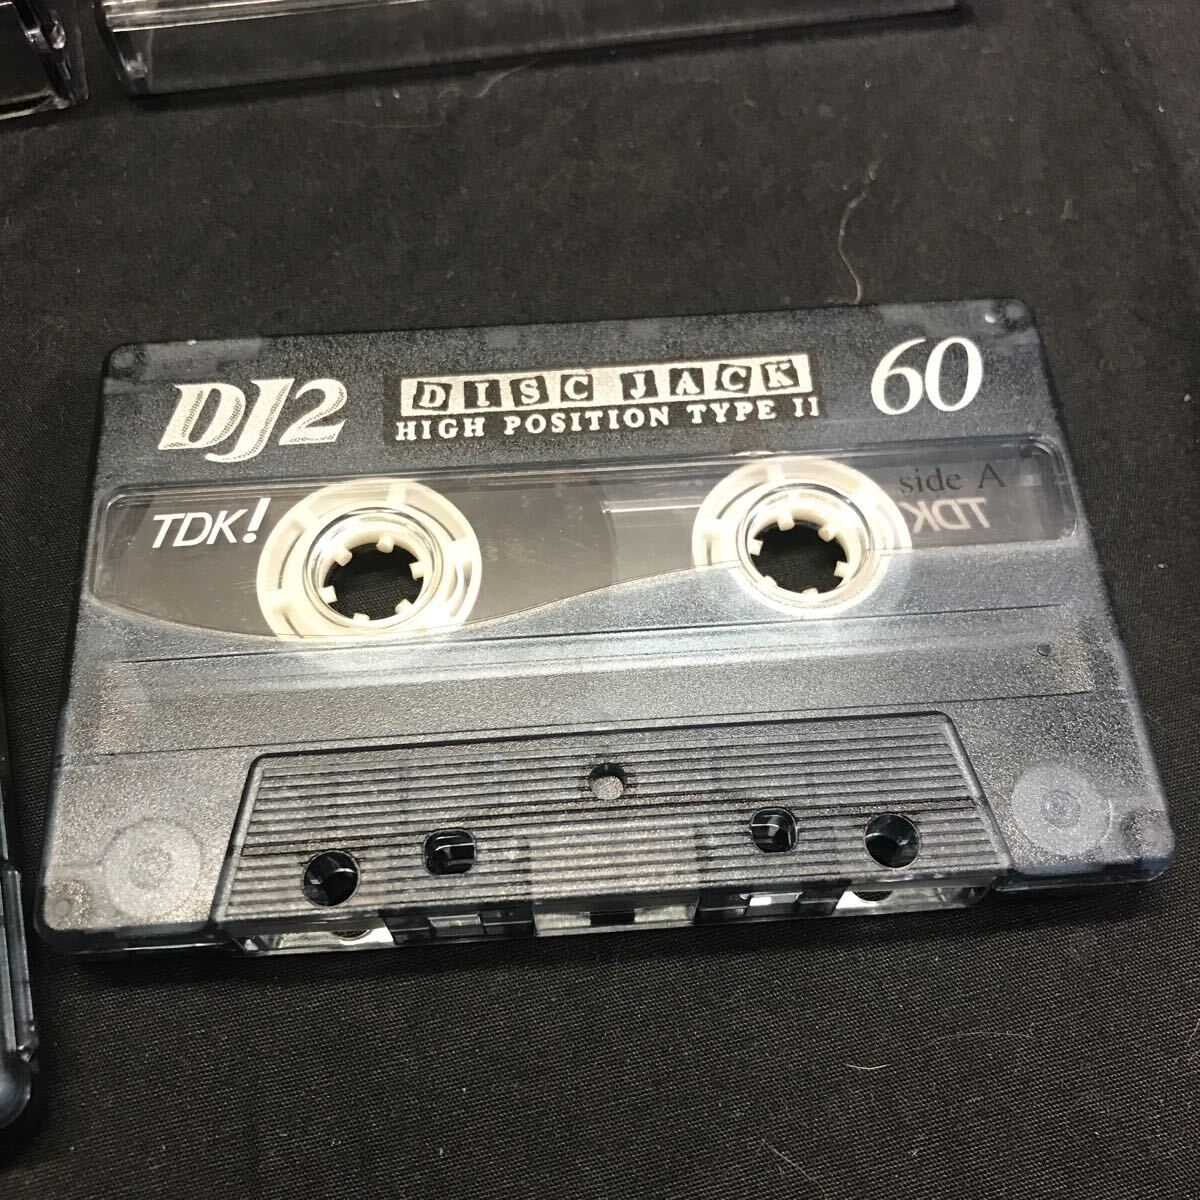 DJ2
DISC JACK
HIGH POSITION TYPE II
60
side A
TDK!
TDK